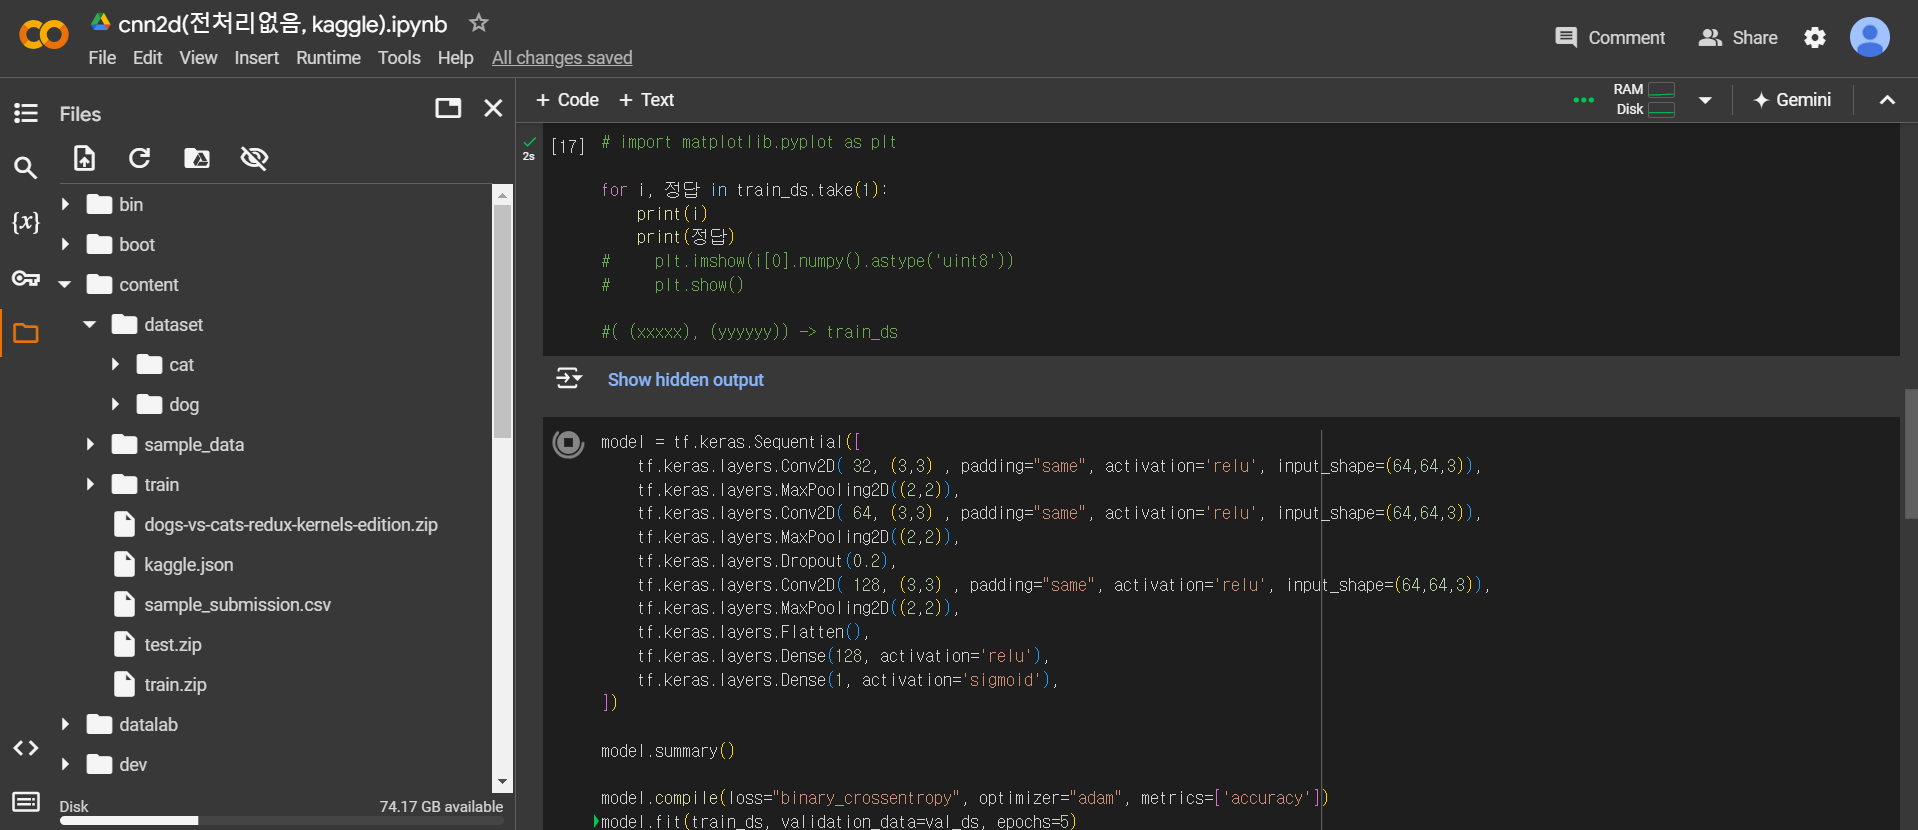 cnn2d(전처리없음, kaggle).ipynb
File Edit View Insert Runtime Tools Help All changes saved
Comment Share
Files
+ Code + Text
RAM
Disk
Gemini
bin
boot
content
dataset
cat
dog
sample_data
train
dogs-vs-cats-redux-kernels-edition.zip
kaggle.json
sample_submission.csv
test.zip
train.zip
datalab
dev
Disk 74.17 GB available
{x}
<>
2s
[17]
# import matplotlib.pyplot as plt
for i, 정답 in train_ds.take(1):
    print(i)
    print(정답)
#     plt.imshow(i[0].numpy().astype('uint8'))
#     plt.show()
#( (xxxxx), (yyyyyy)) -> train_ds
Show hidden output
model = tf.keras.Sequential([
    tf.keras.layers.Conv2D( 32, (3,3) , padding="same", activation='relu', input_shape=(64,64,3)),
    tf.keras.layers.MaxPooling2D((2,2)),
    tf.keras.layers.Conv2D( 64, (3,3) , padding="same", activation='relu', input_shape=(64,64,3)),
    tf.keras.layers.MaxPooling2D((2,2)),
    tf.keras.layers.Dropout(0.2),
    tf.keras.layers.Conv2D( 128, (3,3) , padding="same", activation='relu', input_shape=(64,64,3)),
    tf.keras.layers.MaxPooling2D((2,2)),
    tf.keras.layers.Flatten(),
    tf.keras.layers.Dense(128, activation='relu'),
    tf.keras.layers.Dense(1, activation='sigmoid'),
])
model.summary()
model.compile(loss="binary_crossentropy", optimizer="adam", metrics=['accuracy'])
model.fit(train_ds, validation_data=val_ds, epochs=5)